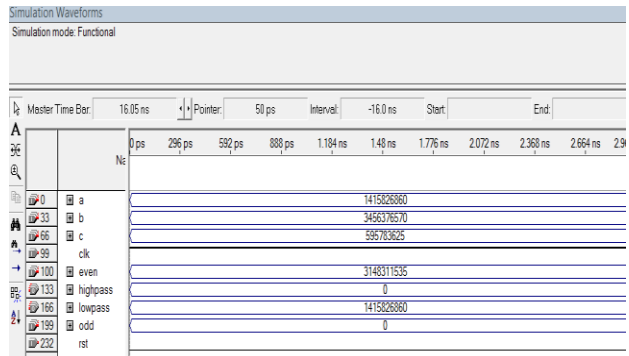 Simulation Waveforms
Simulation mode: Functional
Master Time Bar: 16.05 ns Pointer: 50 ps Interval: -16.0 ns Start: End:
0 ps 296 ps 592 ps 888 ps 1.184 ns 1.48 ns 1.776 ns 2.072 ns 2.368 ns 2.664 ns 2.96
Na
0 a 1415826860
33 b 3456376570
66 c 595783625
99 clk
100 even 3148311535
133 highpass 0
166 lowpass 1415826860
199 odd 0
232 rst